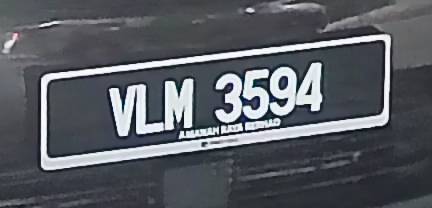 VLM 3594
AMANAH RAYA BERHAD